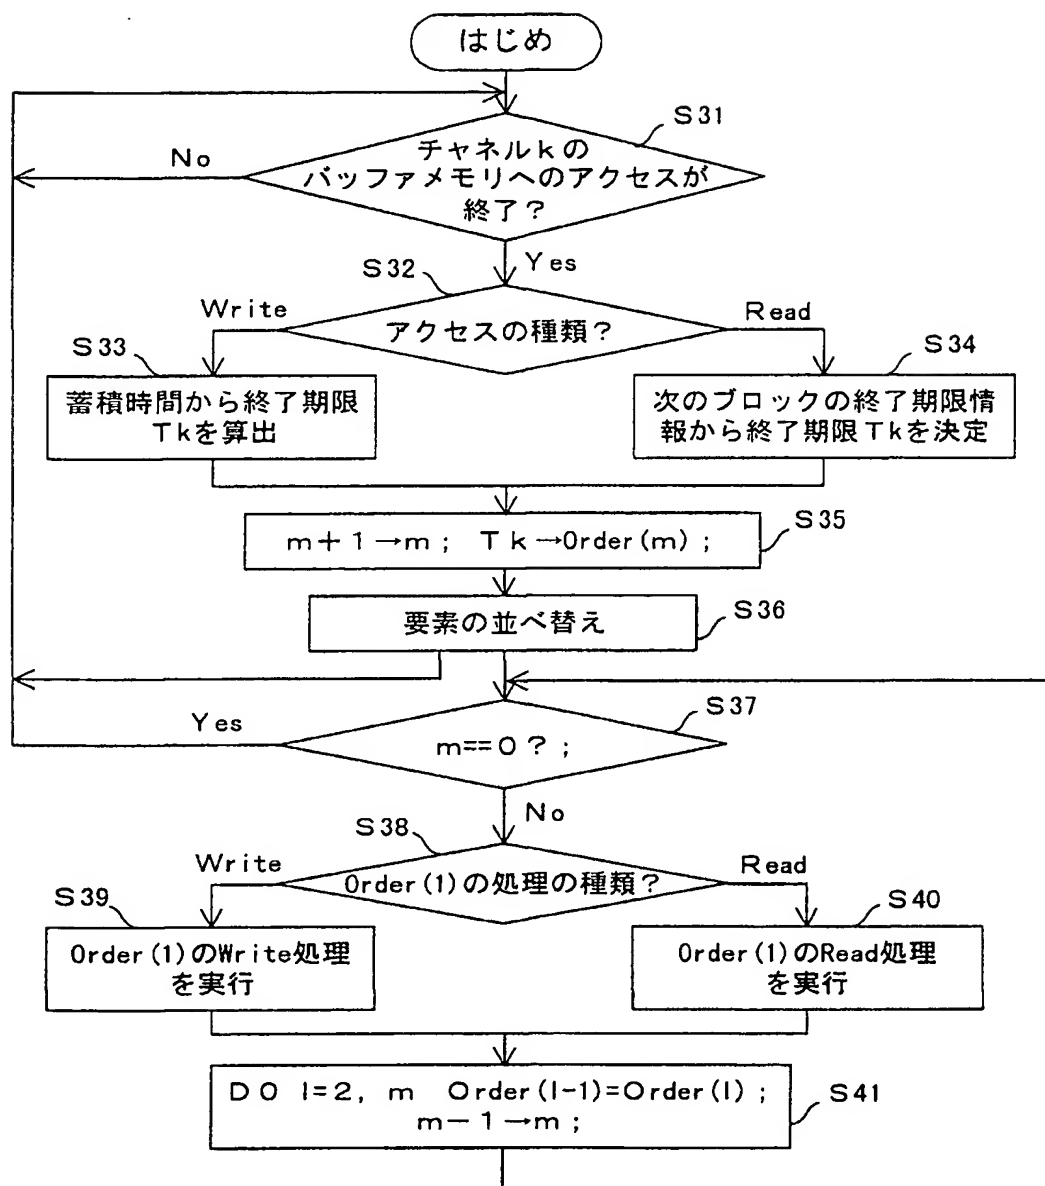 はじめ
S31
チャネルkの
バッファメモリへのアクセスが
終了？
No
Yes
S32
アクセスの種類？
Write
Read
S33
蓄積時間から終了期限
Tkを算出
S34
次のブロックの終了期限情
報から終了期限Tkを決定
S35
m+1→m; Tk→Order(m);
S36
要素の並べ替え
S37
Yes
m==0?;
No
S38
Order(1)の処理の種類？
Write
Read
S39
Order(1)のWrite処理
を実行
S40
Order(1)のRead処理
を実行
S41
DO l=2, m Order(l-1)=Order(l);
m-1→m;